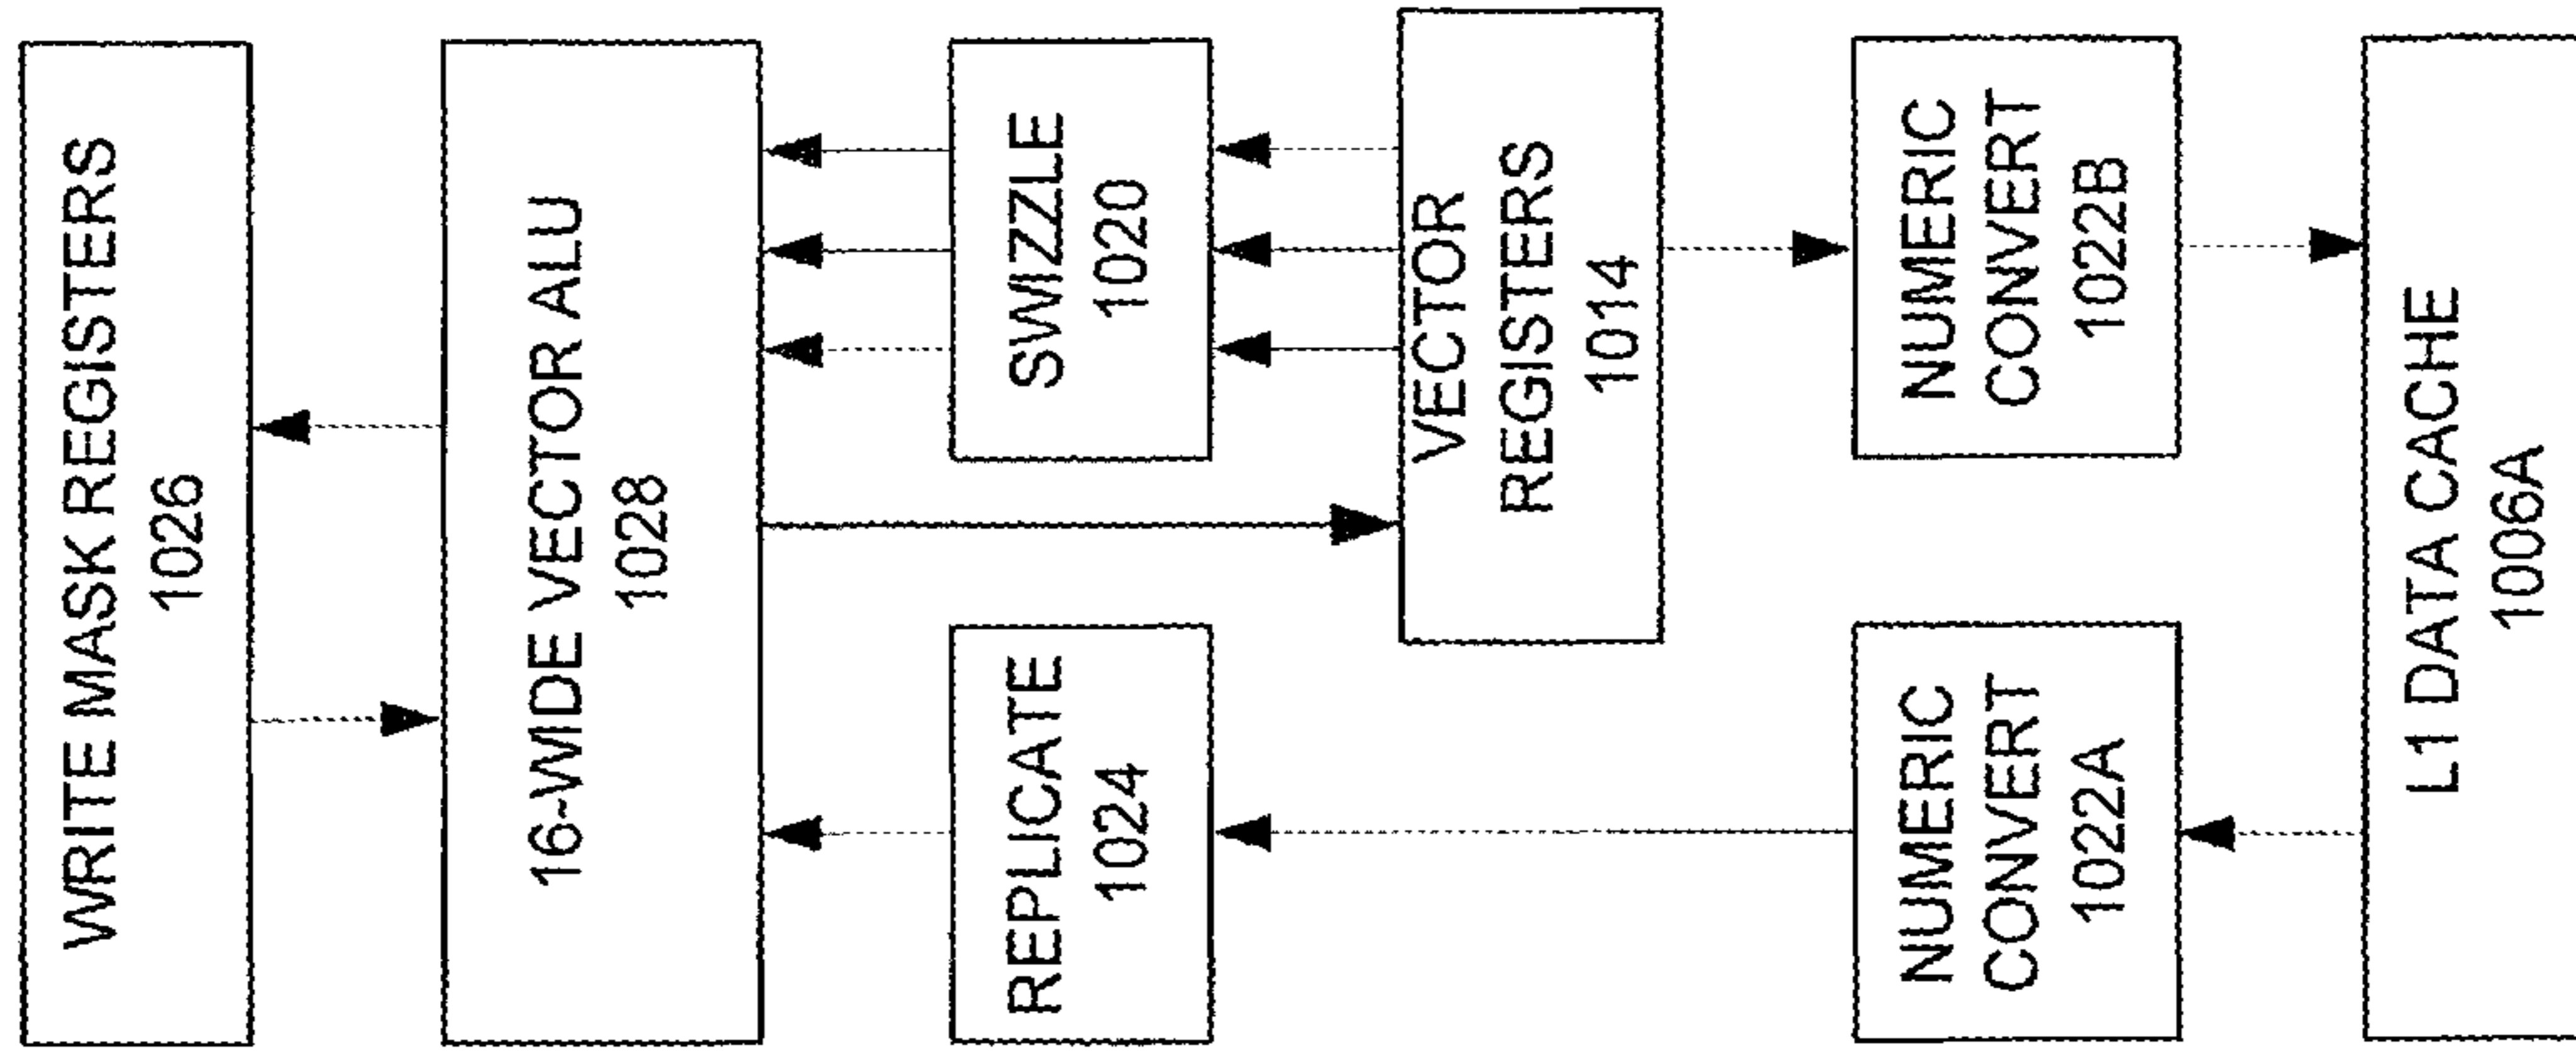 WRITE MASK REGISTERS
1026
16-WIDE VECTOR ALU
1028
REPLICATE
1024
SWIZZLE
1020
VECTOR
REGISTERS
1014
NUMERIC
CONVERT
1022A
NUMERIC
CONVERT
1022B
L1 DATA CACHE
1006A